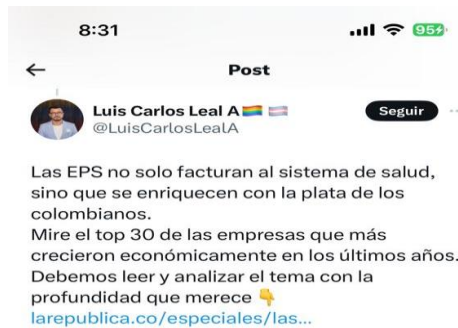 8:31
95
Post
Luis Carlos Leal A🏳️‍🌈 🏳️‍⚧️
Seguir
@LuisCarlosLealA
Las EPS no solo facturan al sistema de salud,
sino que se enriquecen con la plata de los
colombianos.
Mire el top 30 de las empresas que más
crecieron económicamente en los últimos años.
Debemos leer y analizar el tema con la
profundidad que merece 👇
larepublica.co/especiales/las...